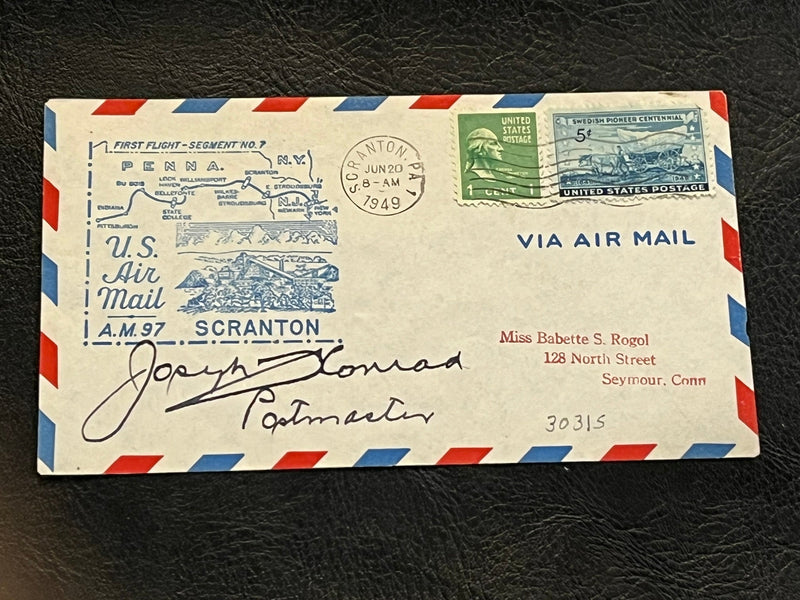 FIRST FLIGHT-SEGMENT NO. 7
PENNA.
N.Y.
N.J.
DU BOIS
LOCK HAVEN
WILLIAMSPORT
SCRANTON
BELLEFONTE
WILKES-BARRE
E. STROUDSBURG
STROUDSBURG
INDIANA
STATE COLLEGE
NEWARK
NEW YORK
PITTSBURGH
U.S.
Air
Mail
A.M. 97 SCRANTON
SCRANTON, PA
JUN 20
8-AM
1949
UNITED
STATES
POSTAGE
1 CENT 1
SWEDISH PIONEER CENTENNIAL
5¢
UNITED STATES POSTAGE
VIA AIR MAIL
Miss Babette S. Rogol
128 North Street
Seymour, Conn
Joseph F Conrad
Postmaster
30315